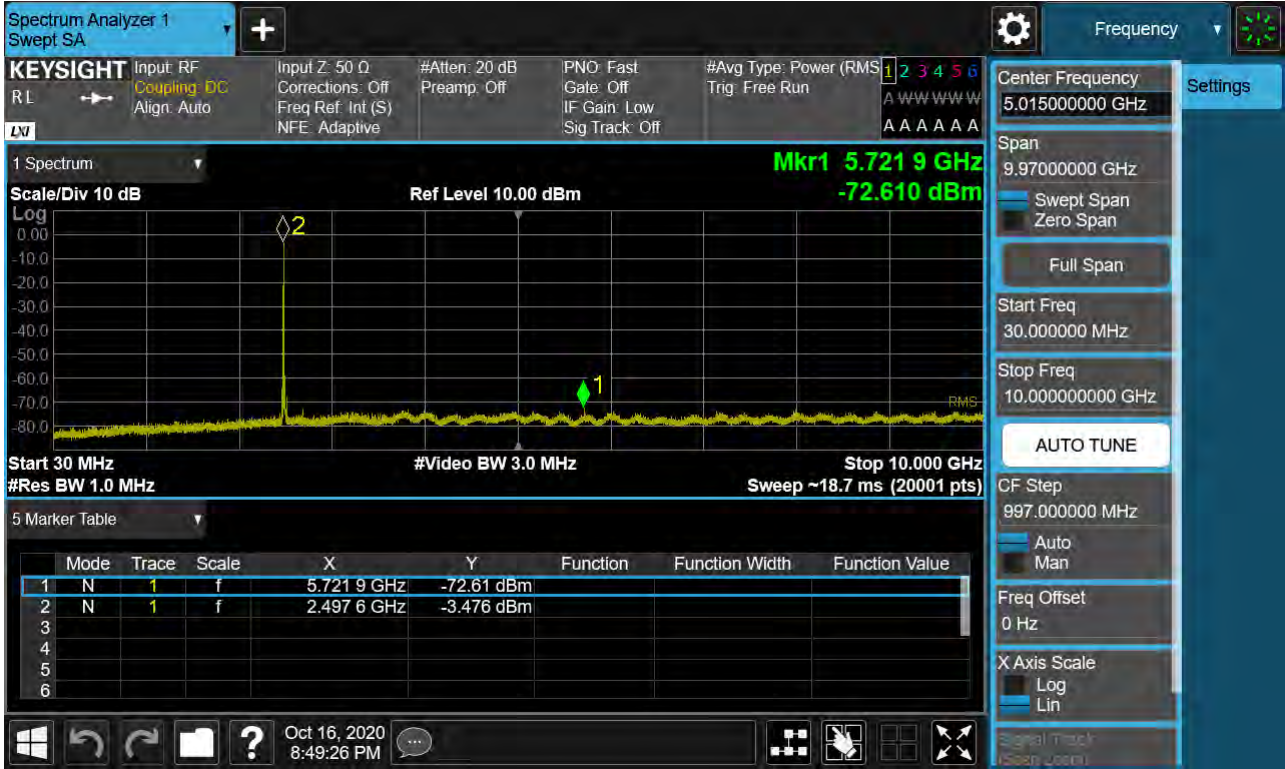 Spectrum Analyzer 1
Swept SA
+
Frequency
KEYSIGHT
RL
LXI
Input: RF
Coupling: DC
Align: Auto
Input Z: 50 Ω
Corrections: Off
Freq Ref: Int (S)
NFE: Adaptive
#Atten: 20 dB
Preamp: Off
PNO: Fast
Gate: Off
IF Gain: Low
Sig Track: Off
#Avg Type: Power (RMS
Trig: Free Run
1 2 3 4 5 6
A W W W W W
A A A A A A
1 Spectrum
Mkr1 5.721 9 GHz
-72.610 dBm
Scale/Div 10 dB
Ref Level 10.00 dBm
Log
0.00
-10.0
-20.0
-30.0
-40.0
-50.0
-60.0
-70.0
-80.0
2
1
RMS
Start 30 MHz
#Video BW 3.0 MHz
Stop 10.000 GHz
#Res BW 1.0 MHz
Sweep ~18.7 ms (20001 pts)
5 Marker Table
Mode Trace Scale X Y Function Function Width Function Value
1 N 1 f 5.721 9 GHz -72.61 dBm
2 N 1 f 2.497 6 GHz -3.476 dBm
3
4
5
6
Center Frequency
5.015000000 GHz
Settings
Span
9.97000000 GHz
Swept Span
Zero Span
Full Span
Start Freq
30.000000 MHz
Stop Freq
10.000000000 GHz
AUTO TUNE
CF Step
997.000000 MHz
Auto
Man
Freq Offset
0 Hz
X Axis Scale
Log
Lin
Signal Track
(Span Zoom)
?
Oct 16, 2020
8:49:26 PM